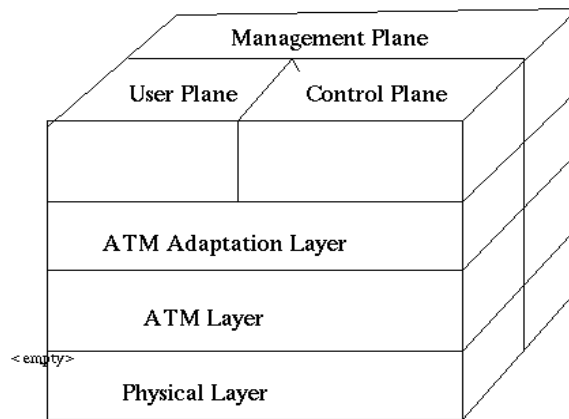 Management Plane
User Plane
Control Plane
ATM Adaptation Layer
ATM Layer
<empty>
Physical Layer